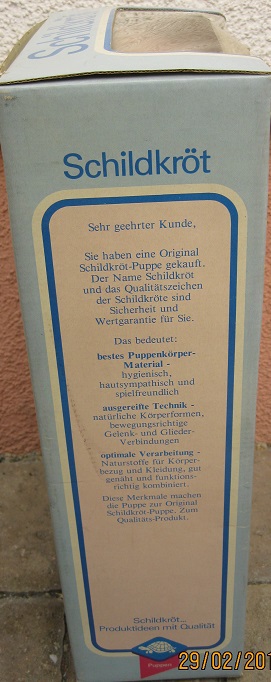 Schildkröt
Schildkröt
Sehr geehrter Kunde,
Sie haben eine Original
Schildkröt-Puppe gekauft.
Der Name Schildkröt
und das Qualitätszeichen
der Schildkröte sind
Sicherheit und
Wertgarantie für Sie.
Das bedeutet:
bestes Puppenkörper-
Material -
hygienisch,
hautsympathisch und
spielfreundlich
ausgereifte Technik -
natürliche Körperformen,
bewegungsrichtige
Gelenk- und Glieder-
Verbindungen
optimale Verarbeitung -
Naturstoffe für Körper-
bezug und Kleidung, gut
genäht und funktions-
richtig kombiniert.
Diese Merkmale machen
die Puppe zur Original
Schildkröt-Puppe. Zum
Qualitäts-Produkt.
Schildkröt...
Produktideen mit Qualität
Puppen
29/02/201